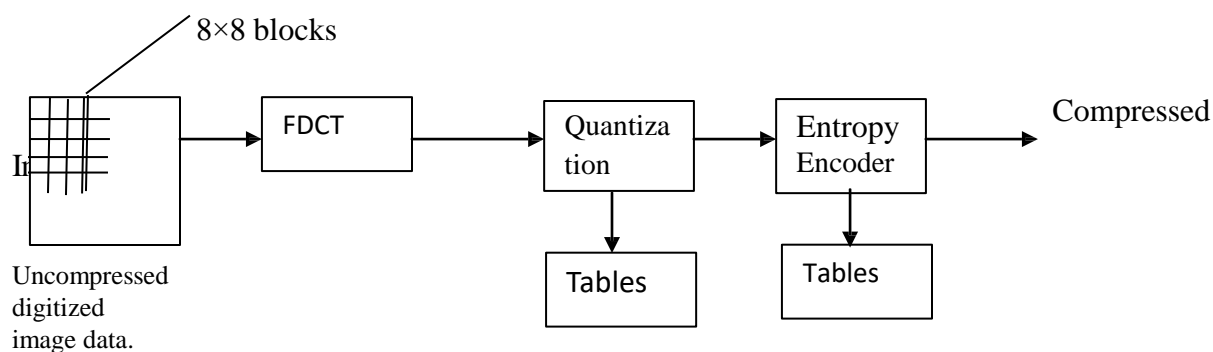 8×8 blocks
FDCT
Quantiza
tion
Entropy
Encoder
Compressed
Tables
Tables
Uncompressed
digitized
image data.